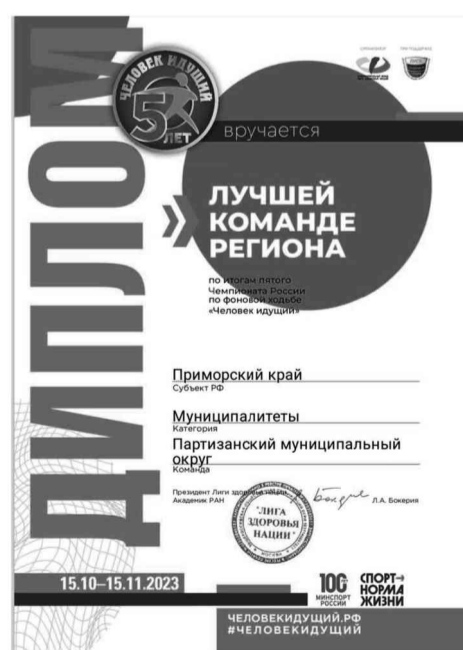 ДИПЛОМ
ЧЕЛОВЕК ИДУЩИЙ
5
ЛЕТ
вручается
ЛУЧШЕЙ
КОМАНДЕ
РЕГИОНА
по итогам пятого
Чемпионата России
по фоновой ходьбе
«Человек идущий»
Приморский край
Субъект РФ
Муниципалитеты
Категория
Партизанский муниципальный
округ
Команда
Президент Лиги здоровья нации
Академик РАН
Л.А. Бокерия
"ЛИГА
ЗДОРОВЬЯ
НАЦИИ"
15.10–15.11.2023
100
МИНСПОРТ
РОССИИ
СПОРТ→
НОРМА
ЖИЗНИ
ЧЕЛОВЕКИДУЩИЙ.РФ
#ЧЕЛОВЕКИДУЩИЙ